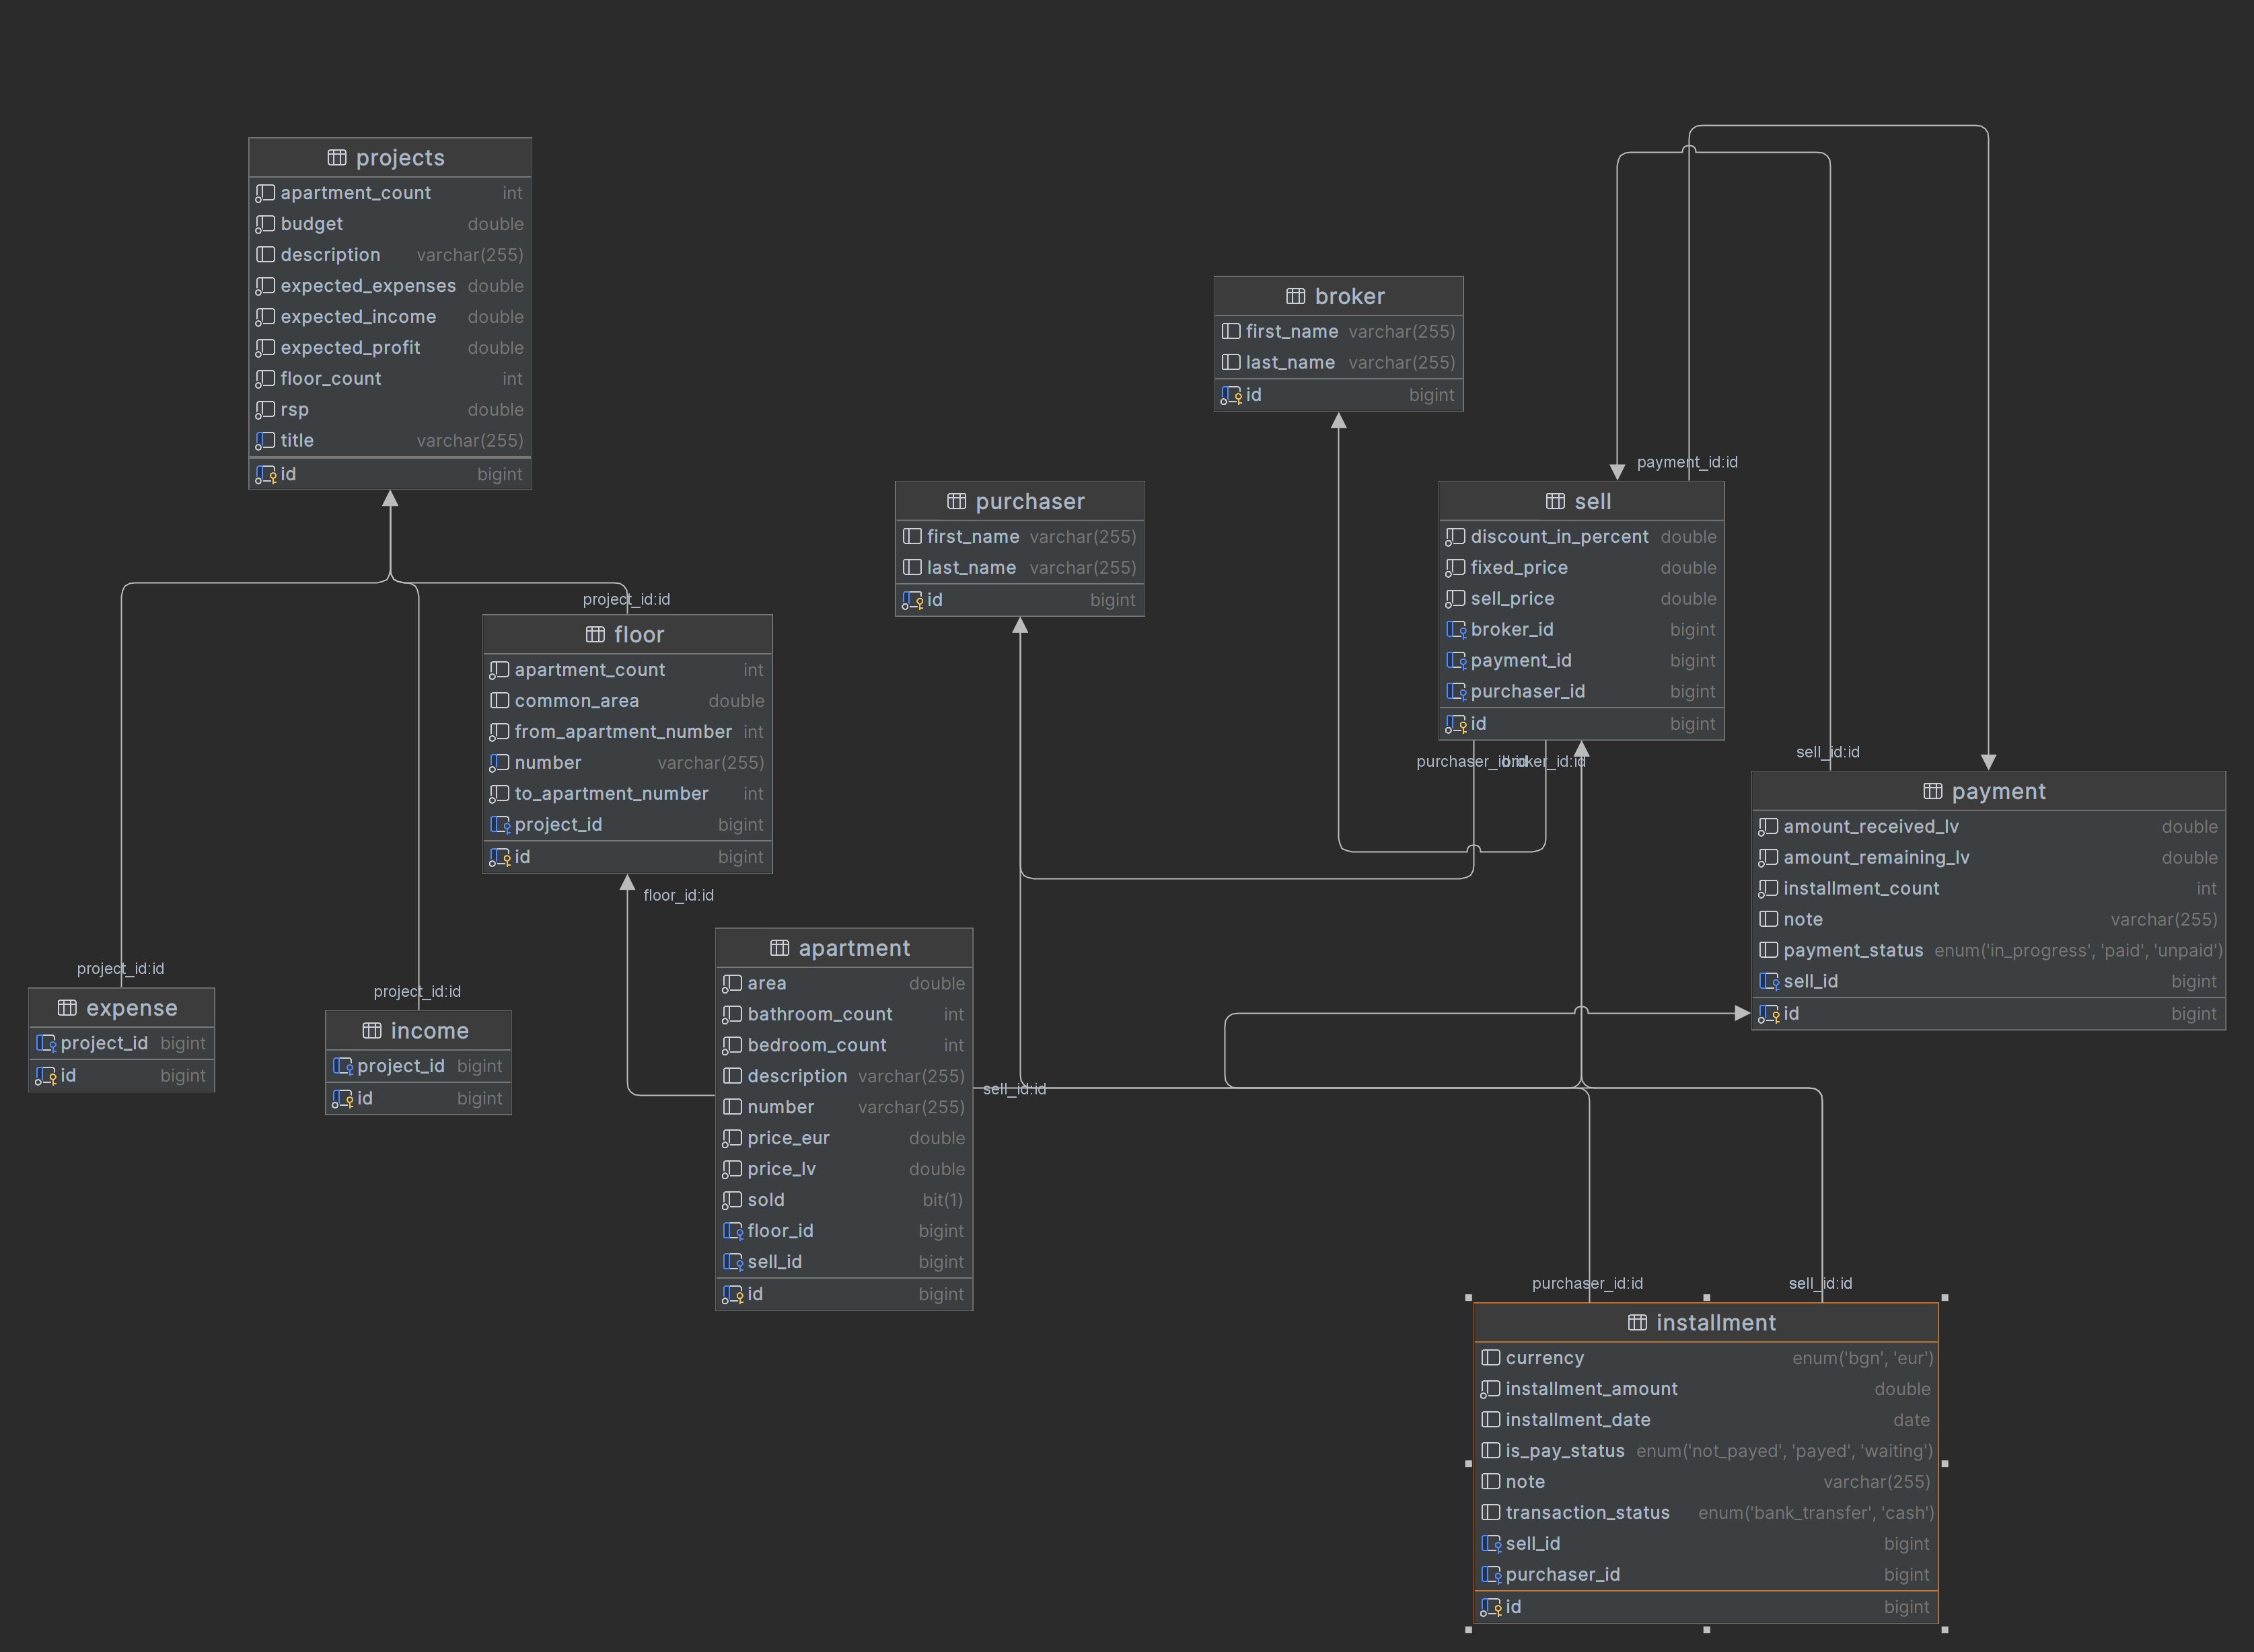 projects
apartment_count int
budget double
description varchar(255)
expected_expenses double
expected_income double
expected_profit double
floor_count int
rsp double
title varchar(255)
id bigint
broker
first_name varchar(255)
last_name varchar(255)
id bigint
payment_id:id
purchaser
first_name varchar(255)
last_name varchar(255)
id bigint
sell
discount_in_percent double
fixed_price double
sell_price double
broker_id bigint
payment_id bigint
purchaser_id bigint
id bigint
purchaser_id:id
broker_id:id
project_id:id
floor
apartment_count int
common_area double
from_apartment_number int
number varchar(255)
to_apartment_number int
project_id bigint
id bigint
floor_id:id
sell_id:id
payment
amount_received_lv double
amount_remaining_lv double
installment_count int
note varchar(255)
payment_status enum('in_progress', 'paid', 'unpaid')
sell_id bigint
id bigint
project_id:id
expense
project_id bigint
id bigint
project_id:id
income
project_id bigint
id bigint
apartment
area double
bathroom_count int
bedroom_count int
description varchar(255)
number varchar(255)
price_eur double
price_lv double
sold bit(1)
floor_id bigint
sell_id bigint
id bigint
sell_id:id
purchaser_id:id
sell_id:id
installment
currency enum('bgn', 'eur')
installment_amount double
installment_date date
is_pay_status enum('not_payed', 'payed', 'waiting')
note varchar(255)
transaction_status enum('bank_transfer', 'cash')
sell_id bigint
purchaser_id bigint
id bigint